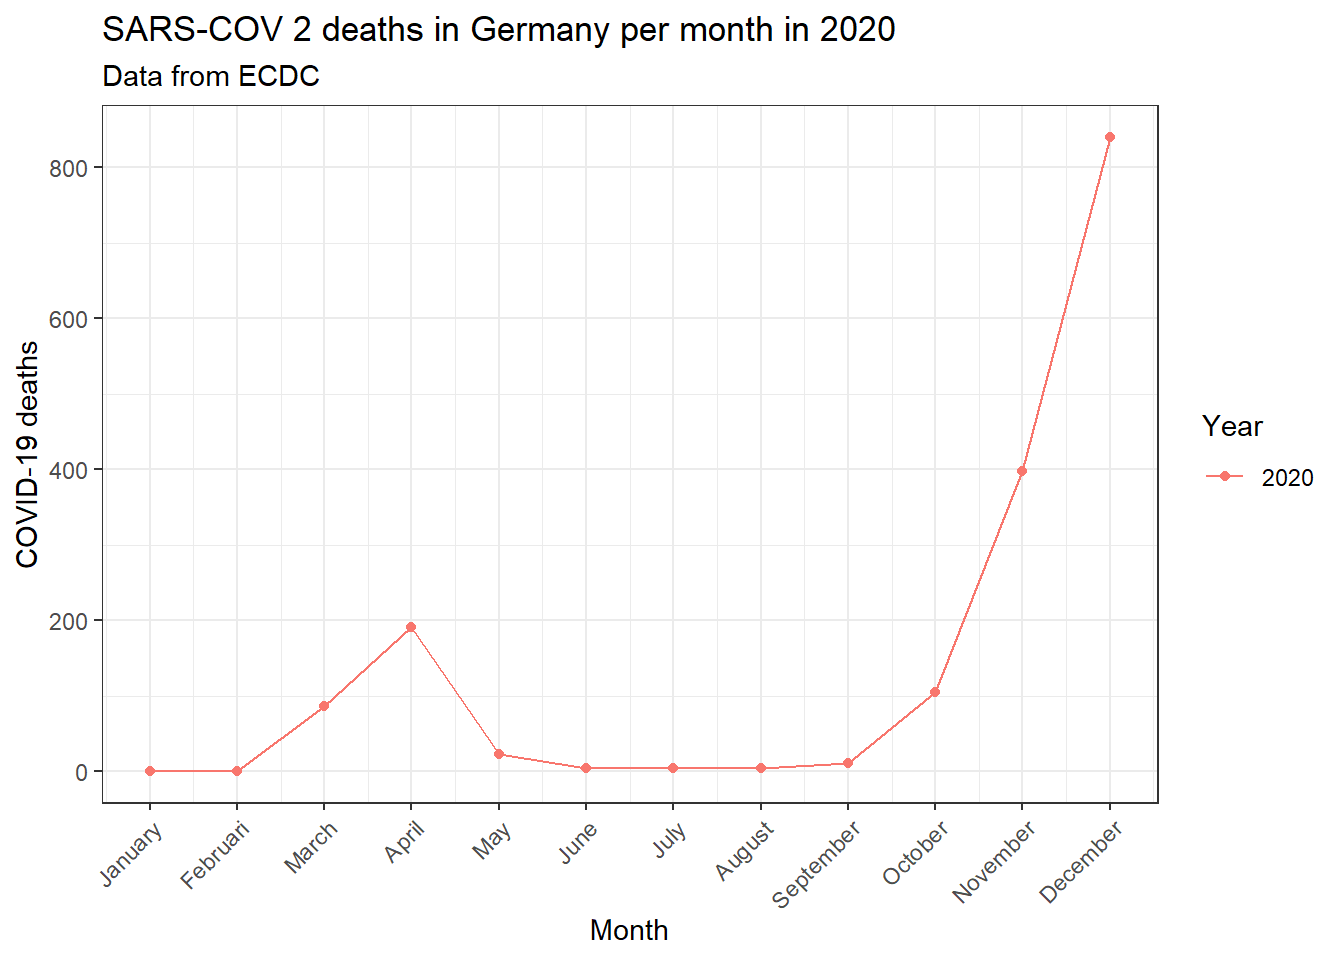 SARS-COV 2 deaths in Germany per month in 2020
Data from ECDC
COVID-19 deaths
800
600
400
200
0
January
Februari
March
April
May
June
July
August
September
October
November
December
Month
Year
2020